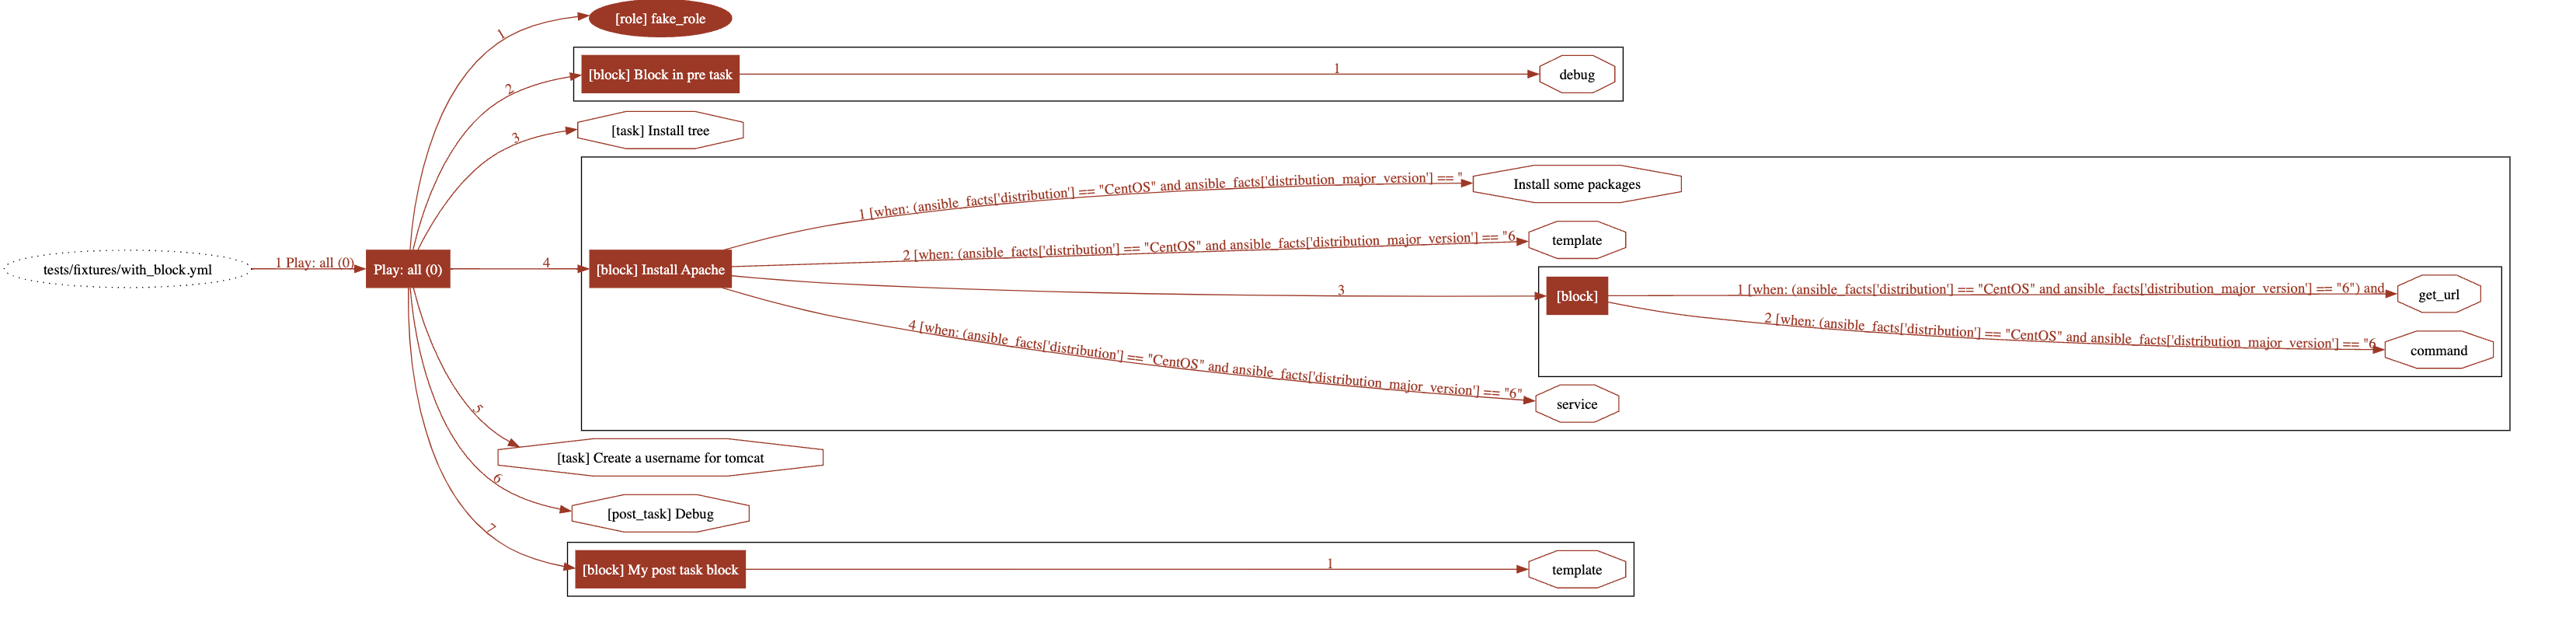 1
[role] fake_role
2
[block] Block in pre task
1
debug
3
[task] Install tree
1 [when: (ansible_facts['distribution'] == "CentOS" and ansible_facts['distribution_major_version'] == "
Install some packages
2 [when: (ansible_facts['distribution'] == "CentOS" and ansible_facts['distribution_major_version'] == "6
template
tests/fixtures/with_block.yml
1 Play: all (0)
Play: all (0)
4
[block] Install Apache
3
[block]
1 [when: (ansible_facts['distribution'] == "CentOS" and ansible_facts['distribution_major_version'] == "6") and
get_url
2 [when: (ansible_facts['distribution'] == "CentOS" and ansible_facts['distribution_major_version'] == "6
command
4 [when: (ansible_facts['distribution'] == "CentOS" and ansible_facts['distribution_major_version'] == "6"
service
5
[task] Create a username for tomcat
6
[post_task] Debug
7
[block] My post task block
1
template